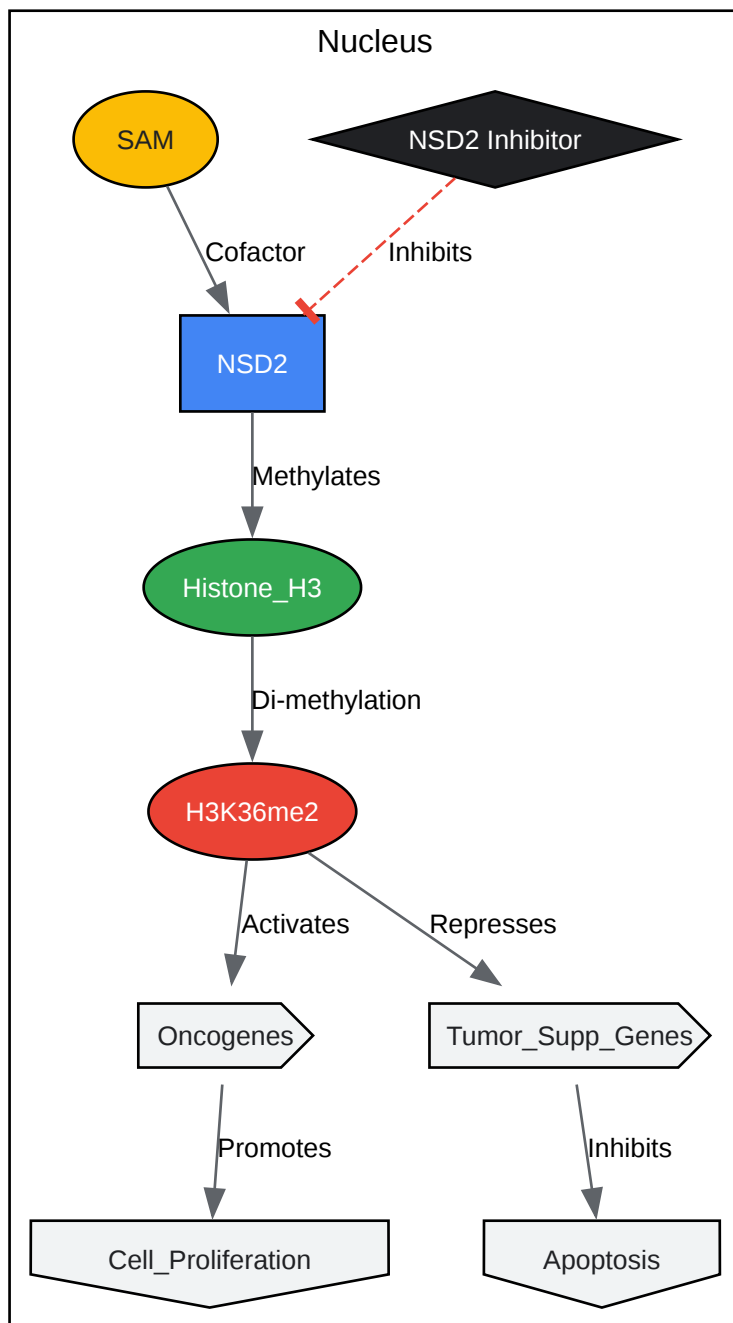 Nucleus
SAM
NSD2 Inhibitor
Cofactor
Inhibits
NSD2
Methylates
Histone_H3
Di-methylation
H3K36me2
Activates
Represses
Oncogenes
Tumor_Supp_Genes
Promotes
Inhibits
Cell_Proliferation
Apoptosis